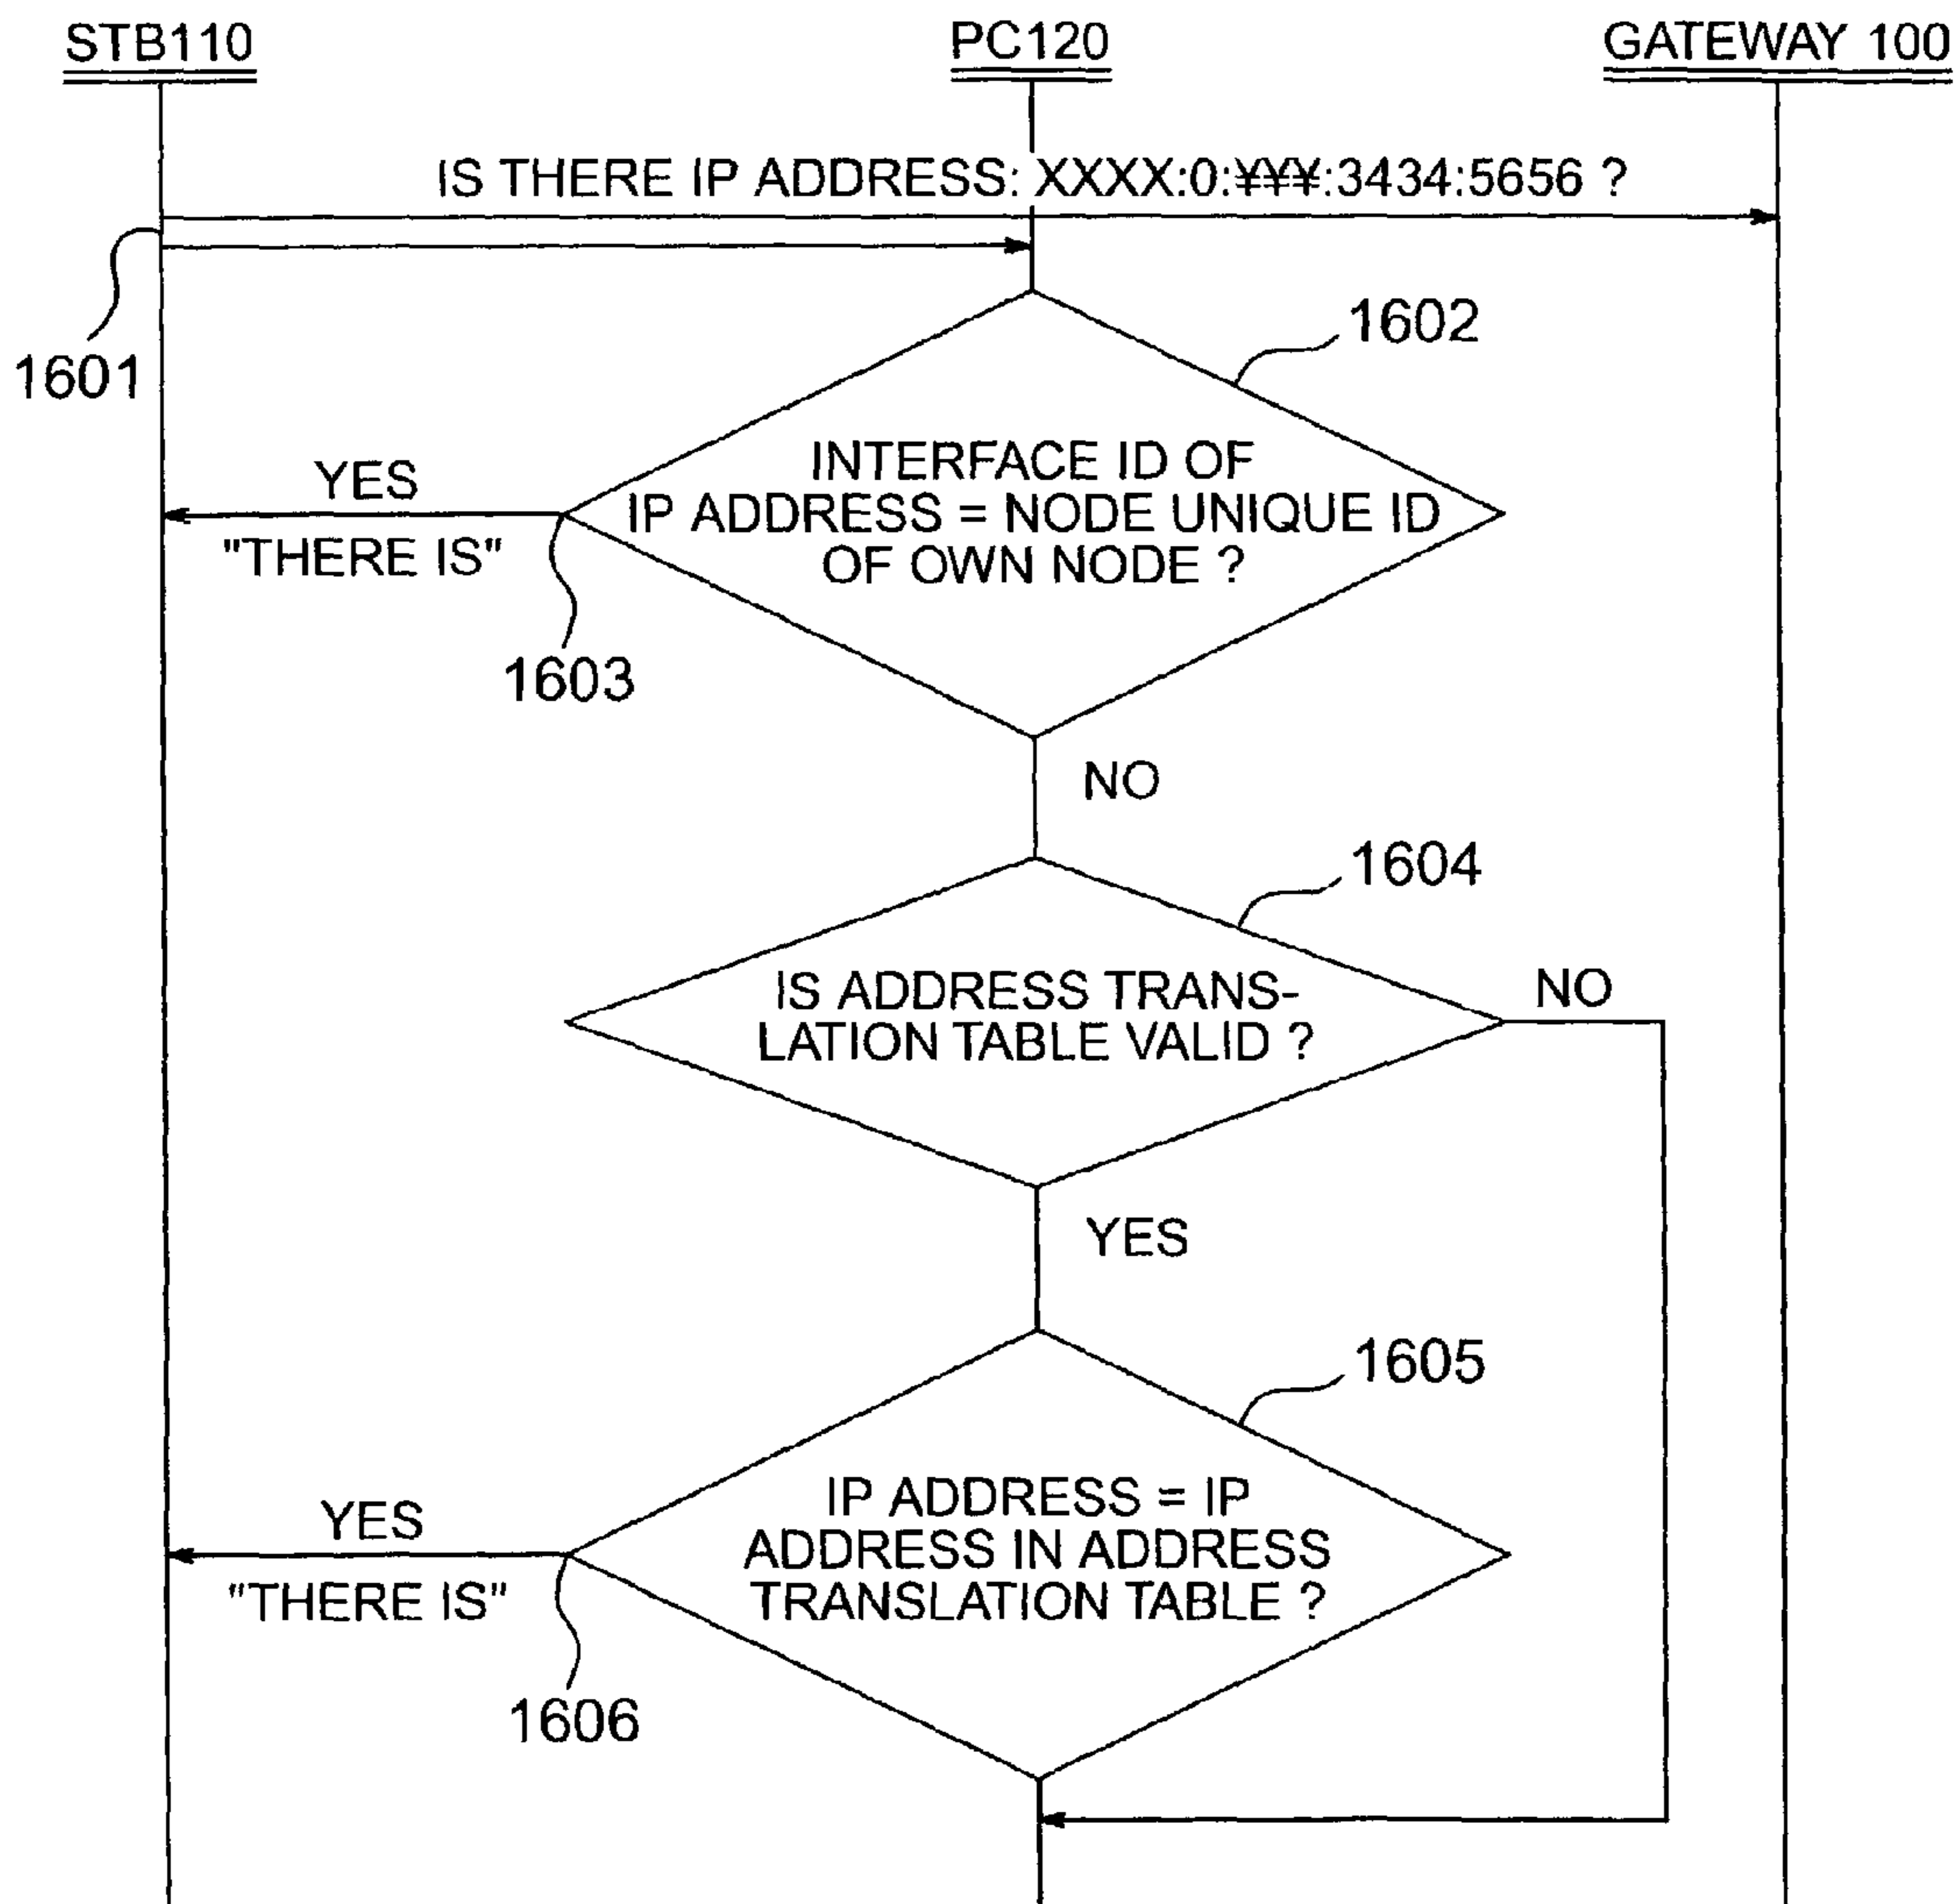 STB110
PC120
GATEWAY 100
IS THERE IP ADDRESS: XXXX:0:¥¥¥:3434:5656 ?
1601
1602
INTERFACE ID OF
IP ADDRESS = NODE UNIQUE ID
OF OWN NODE ?
YES
"THERE IS"
1603
NO
1604
IS ADDRESS TRANS-
LATION TABLE VALID ?
NO
YES
1605
IP ADDRESS = IP
ADDRESS IN ADDRESS
TRANSLATION TABLE ?
YES
"THERE IS"
1606